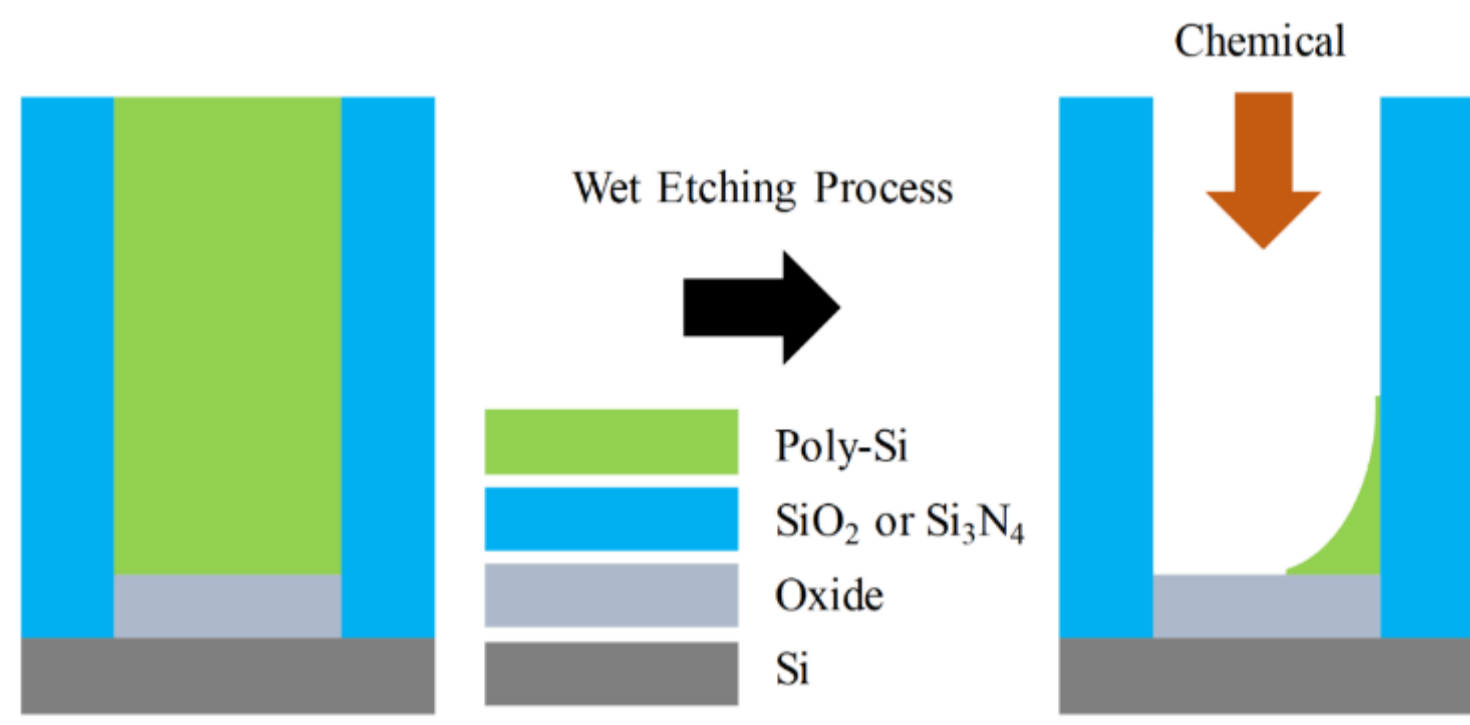 Chemical
Wet Etching Process
Poly-Si
SiO₂ or Si₃N₄
Oxide
Si